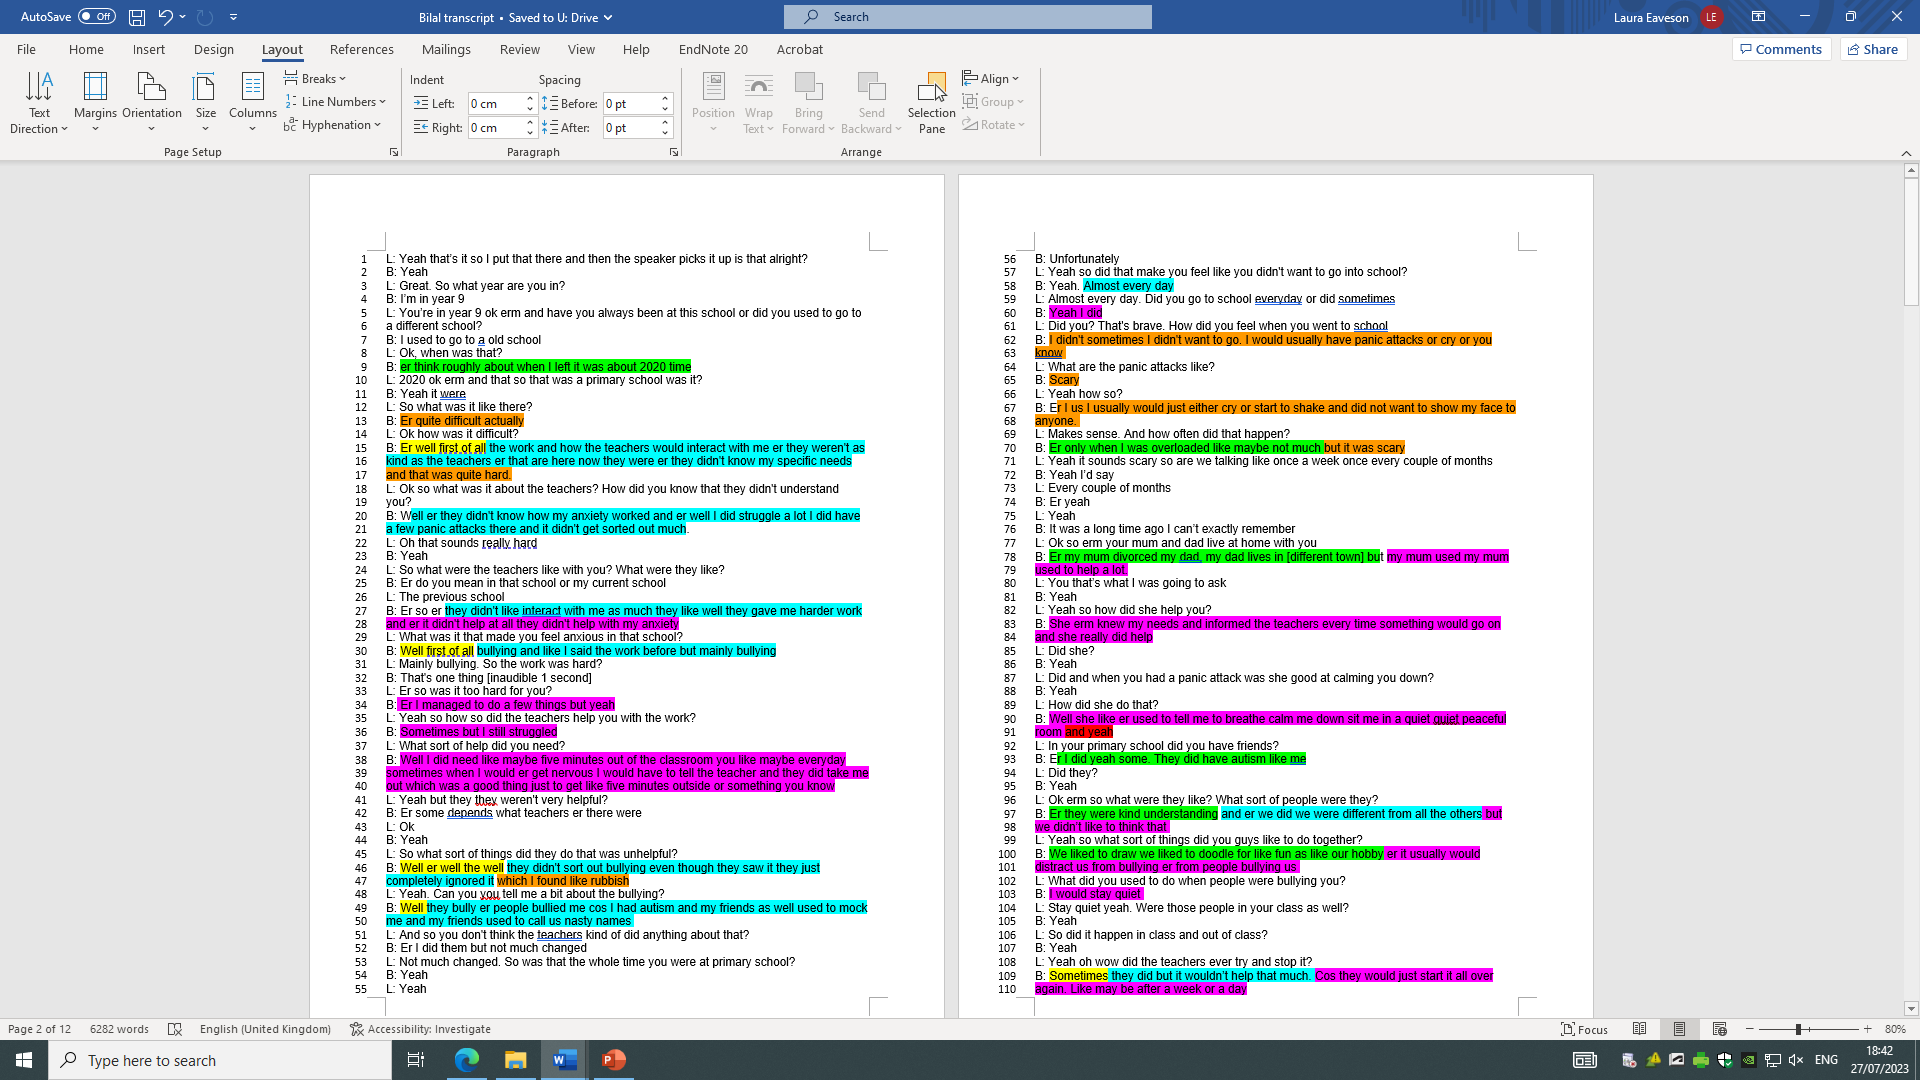 AutoSave Off
Bilal transcript • Saved to U: Drive
Search
Laura Eaveson LE
File Home Insert Design Layout References Mailings Review View Help EndNote 20 Acrobat
Comments Share
Text Direction
Margins
Orientation
Size
Columns
Breaks
Line Numbers
Hyphenation
Page Setup
Indent
Left: 0 cm
Right: 0 cm
Spacing
Before: 0 pt
After: 0 pt
Paragraph
Position
Wrap Text
Bring Forward
Send Backward
Selection Pane
Align
Group
Rotate
Arrange
1 L: Yeah that's it so I put that there and then the speaker picks it up is that alright?
2 B: Yeah
3 L: Great. So what year are you in?
4 B: I'm in year 9
5 L: You're in year 9 ok erm and have you always been at this school or did you used to go to
6 a different school?
7 B: I used to go to a old school
8 L: Ok, when was that?
9 B: er think roughly about when I left it was about 2020 time
10 L: 2020 ok erm and that so that was a primary school was it?
11 B: Yeah it were
12 L: So what was it like there?
13 B: Er quite difficult actually
14 L: Ok how was it difficult?
15 B: Er well first of all the work and how the teachers would interact with me er they weren't as
16 kind as the teachers er that are here now they were er they didn't know my specific needs
17 and that was quite hard.
18 L: Ok so what was it about the teachers? How did you know that they didn't understand
19 you?
20 B: Well er they didn't know how my anxiety worked and er well I did struggle a lot I did have
21 a few panic attacks there and it didn't get sorted out much.
22 L: Oh that sounds really hard
23 B: Yeah
24 L: So what were the teachers like with you? What were they like?
25 B: Er do you mean in that school or my current school
26 L: The previous school
27 B: Er so er they didn't like interact with me as much they like well they gave me harder work
28 and er it didn't help at all they didn't help with my anxiety
29 L: What was it that made you feel anxious in that school?
30 B: Well first of all bullying and like I said the work before but mainly bullying
31 L: Mainly bullying. So the work was hard?
32 B: That's one thing [inaudible 1 second]
33 L: Er so was it too hard for you?
34 B: Er I managed to do a few things but yeah
35 L: Yeah so how so did the teachers help you with the work?
36 B: Sometimes but I still struggled
37 L: What sort of help did you need?
38 B: Well I did need like maybe five minutes out of the classroom you like maybe everyday
39 sometimes when I would er get nervous I would have to tell the teacher and they did take me
40 out which was a good thing just to get like five minutes outside or something you know
41 L: Yeah but they they weren't very helpful?
42 B: Er some depends what teachers er there were
43 L: Ok
44 B: Yeah
45 L: So what sort of things did they do that was unhelpful?
46 B: Well er well the well they didn't sort out bullying even though they saw it they just
47 completely ignored it which I found like rubbish
48 L: Yeah. Can you you tell me a bit about the bullying?
49 B: Well they bully er people bullied me cos I had autism and my friends as well used to mock
50 me and my friends used to call us nasty names
51 L: And so you don't think the teachers kind of did anything about that?
52 B: Er I did them but not much changed
53 L: Not much changed. So was that the whole time you were at primary school?
54 B: Yeah
55 L: Yeah
56 B: Unfortunately
57 L: Yeah so did that make you feel like you didn't want to go into school?
58 B: Yeah. Almost every day
59 L: Almost every day. Did you go to school everyday or did sometimes
60 B: Yeah I did
61 L: Did you? That's brave. How did you feel when you went to school
62 B: I didn't sometimes I didn't want to go. I would usually have panic attacks or cry or you
63 know
64 L: What are the panic attacks like?
65 B: Scary
66 L: Yeah how so?
67 B: Er I us I usually would just either cry or start to shake and did not want to show my face to
68 anyone.
69 L: Makes sense. And how often did that happen?
70 B: Er only when I was overloaded like maybe not much but it was scary
71 L: Yeah it sounds scary so are we talking like once a week once every couple of months
72 B: Yeah I'd say
73 L: Every couple of months
74 B: Er yeah
75 L: Yeah
76 B: It was a long time ago I can't exactly remember
77 L: Ok so erm your mum and dad live at home with you
78 B: Er my mum divorced my dad, my dad lives in [different town] but my mum used my mum
79 used to help a lot
80 L: You that's what I was going to ask
81 B: Yeah
82 L: Yeah so how did she help you?
83 B: She erm knew my needs and informed the teachers every time something would go on
84 and she really did help
85 L: Did she?
86 B: Yeah
87 L: Did and when you had a panic attack was she good at calming you down?
88 B: Yeah
89 L: How did she do that?
90 B: Well she like er used to tell me to breathe calm me down sit me in a quiet quiet peaceful
91 room and yeah
92 L: In your primary school did you have friends?
93 B: Er I did yeah some. They did have autism like me
94 L: Did they?
95 B: Yeah
96 L: Ok erm so what were they like? What sort of people were they?
97 B: Er they were kind understanding and er we did we were different from all the others but
98 we didn't like to think that
99 L: Yeah so what sort of things did you guys like to do together?
100 B: We liked to draw we liked to doodle for like fun as like our hobby er it usually would
101 distract us from bullying er from people bullying us
102 L: What did you used to do when people were bullying you?
103 B: I would stay quiet
104 L: Stay quiet yeah. Were those people in your class as well?
105 B: Yeah
106 L: So did it happen in class and out of class?
107 B: Yeah
108 L: Yeah oh wow did the teachers ever try and stop it?
109 B: Sometimes they did but it wouldn't help that much. Cos they would just start it all over
110 again. Like may be after a week or a day
Page 2 of 12 6282 words English (United Kingdom) Accessibility: Investigate
Focus 80%
Type here to search
ENG
18:42
27/07/2023